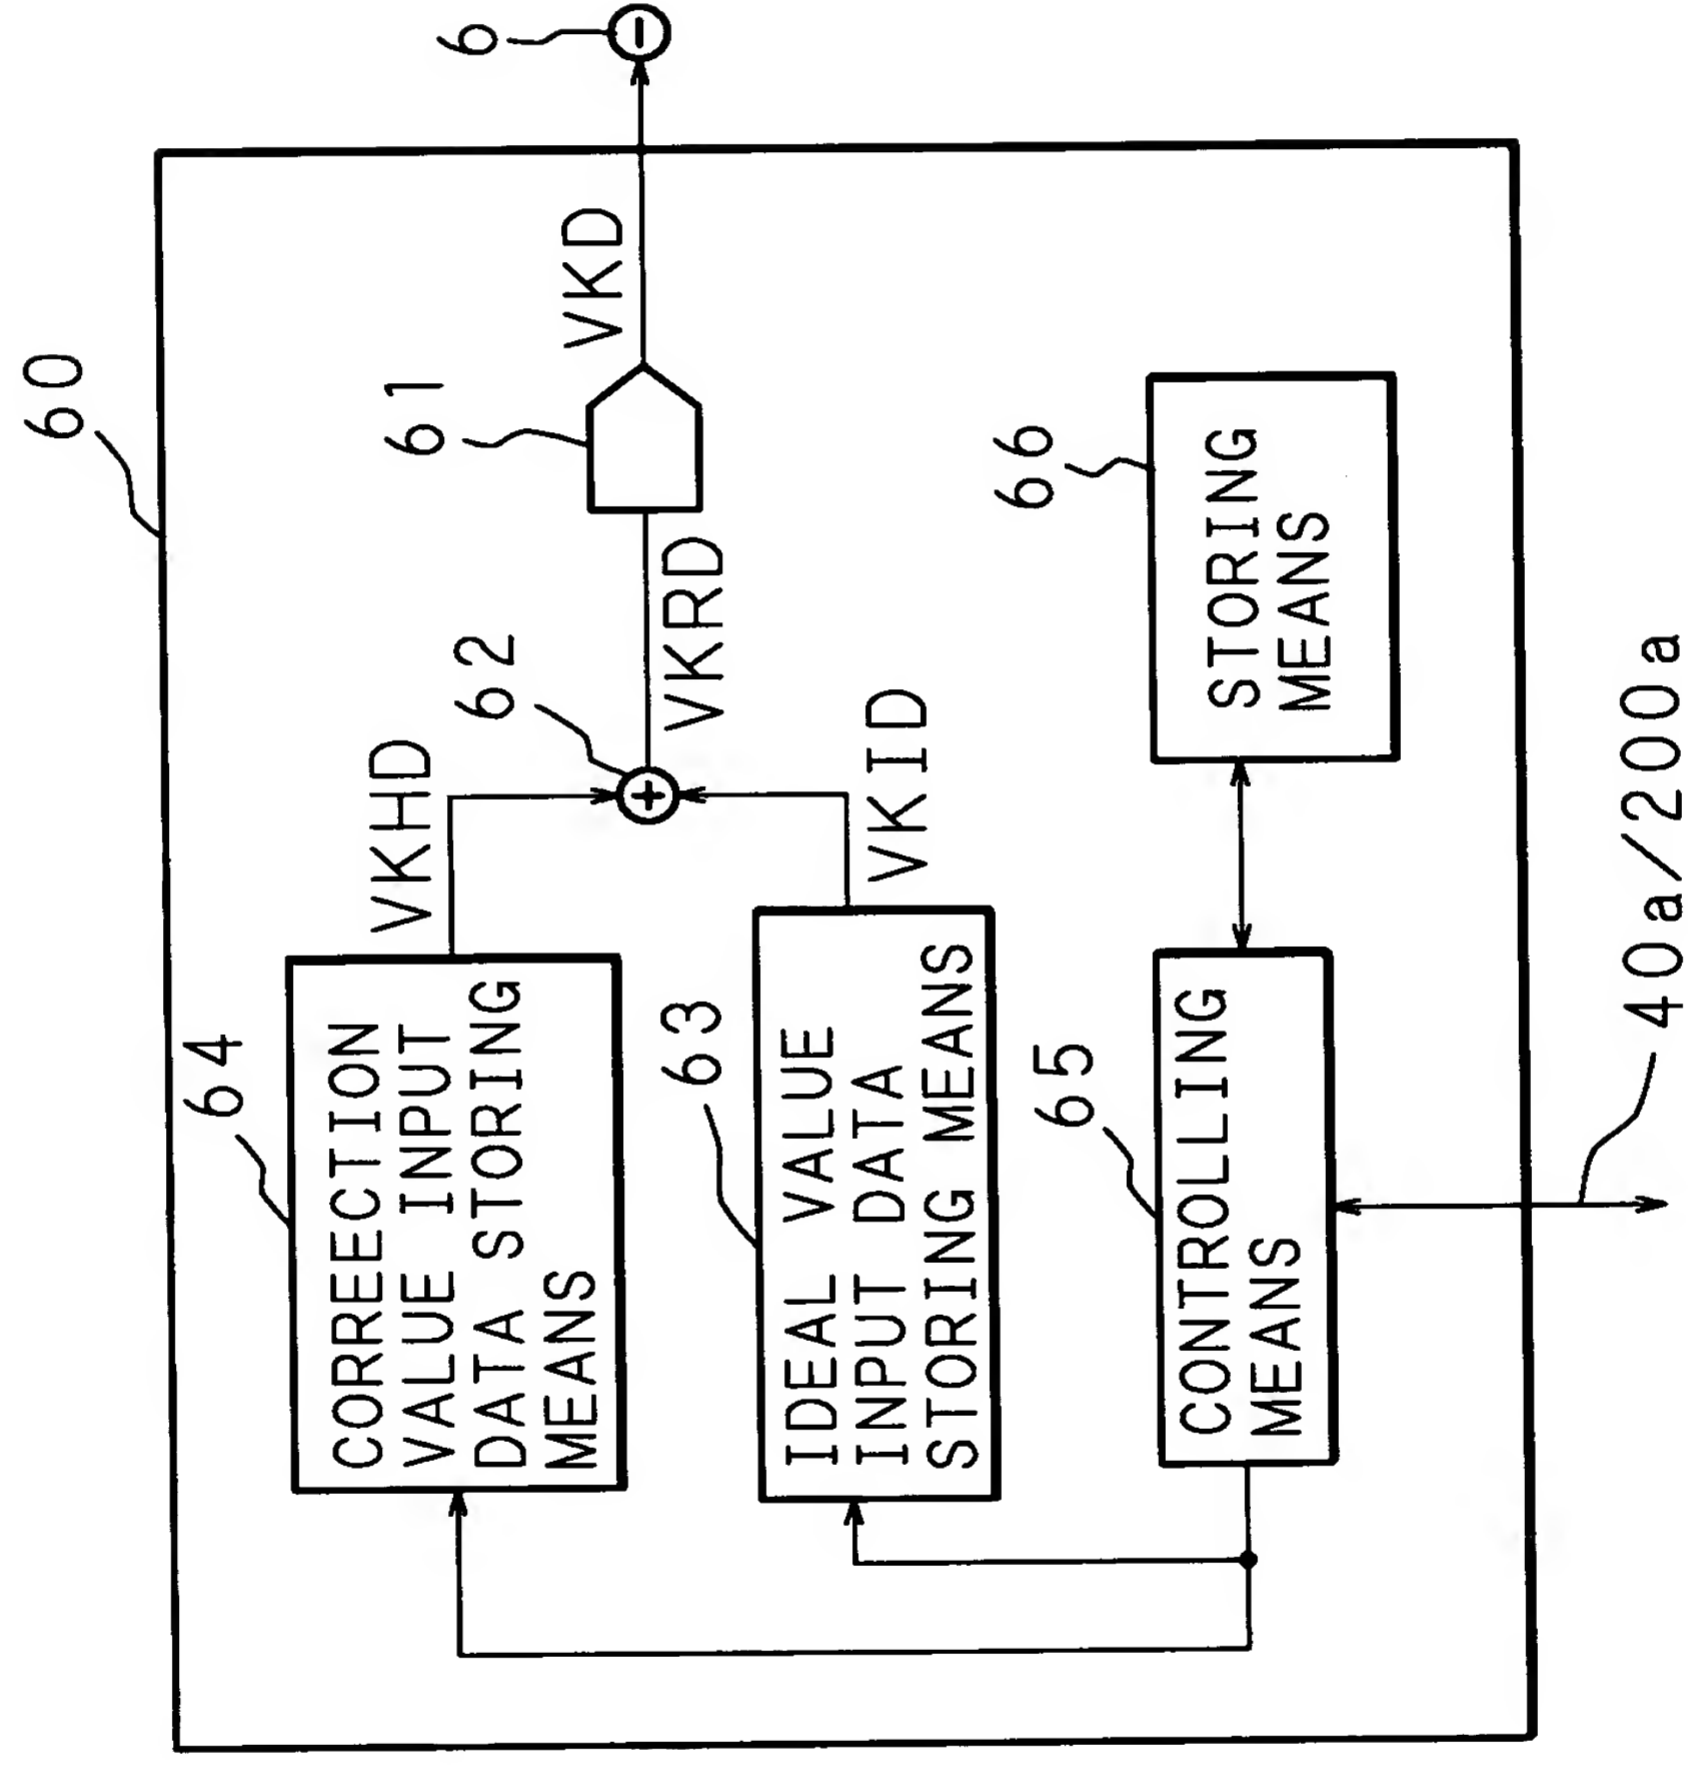 60
64
CORREECTION
VALUE INPUT
DATA STORING
MEANS
VKHD
62
61
6
VKD
VKRD
63
IDEAL VALUE
INPUT DATA
STORING MEANS
VKID
65
CONTROLLING
MEANS
66
STORING
MEANS
40a/200a